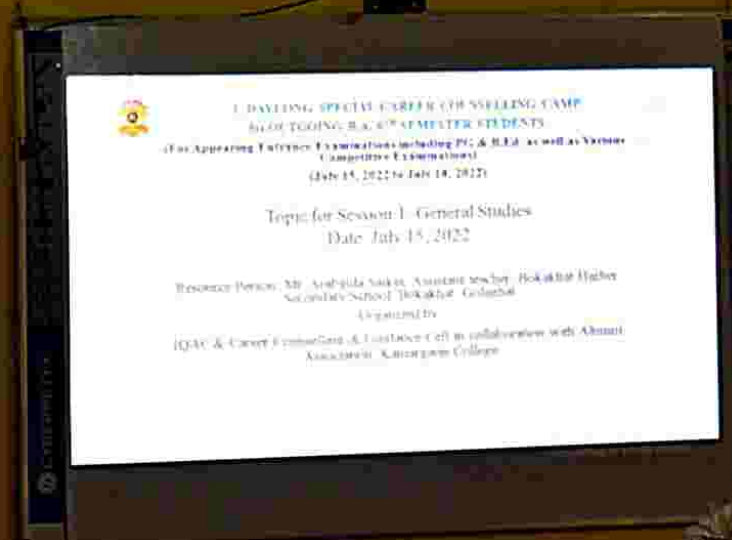 DAYLONG SPECIAL CAREER COUNSELLING CAMP
for OUTGOING B.A. 6TH SEMESTER STUDENTS
(For Appearing Entrance Examinations including PG & B.Ed. as well as Various
Competitive Examinations)
(July 15, 2022 to July 18, 2022)
Topic for Session 1: General Studies
Date: July 15, 2022
Resource Person: Mr. Saikia, Assistant teacher, Bokakhat Higher
Secondary School, Bokakhat, Golaghat
Organized by
IQAC & Career Counselling & Guidance Cell in collaboration with Alumni
Association, Kamargaon College